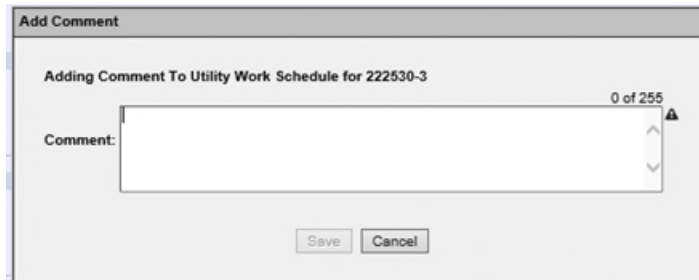 Add Comment
Adding Comment To Utility Work Schedule for 222530-3
0 of 255
Comment:
Save Cancel